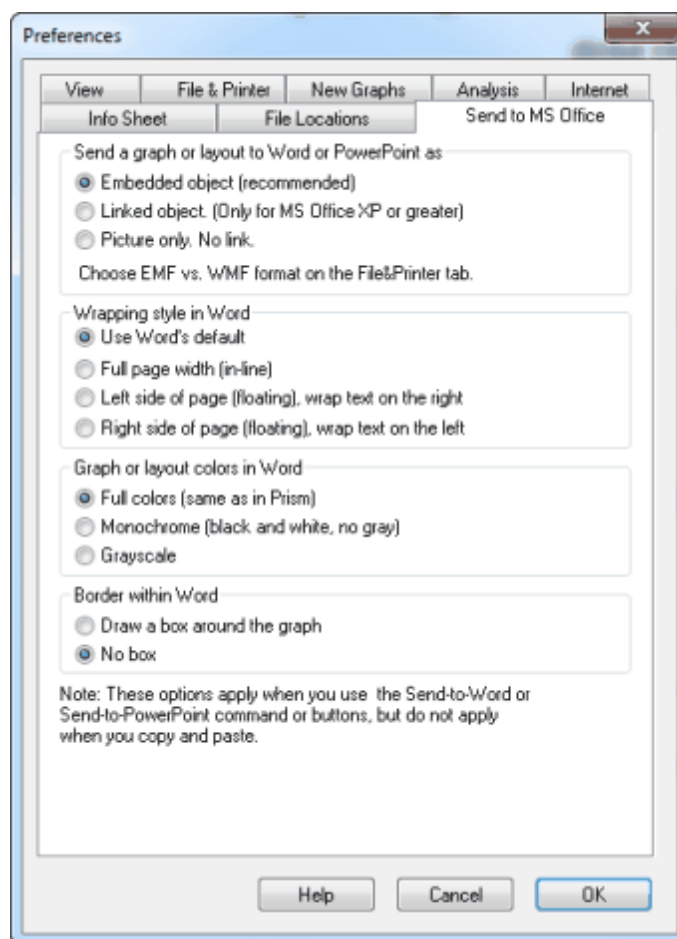 Preferences
View
File & Printer
New Graphs
Analysis
Internet
Info Sheet
File Locations
Send to MS Office
Send a graph or layout to Word or PowerPoint as
Embedded object (recommended)
Linked object. (Only for MS Office XP or greater)
Picture only. No link.
Choose EMF vs. WMF format on the File&Printer tab.
Wrapping style in Word
Use Word's default
Full page width (in-line)
Left side of page (floating), wrap text on the right
Right side of page (floating), wrap text on the left
Graph or layout colors in Word
Full colors (same as in Prism)
Monochrome (black and white, no gray)
Grayscale
Border within Word
Draw a box around the graph
No box
Note: These options apply when you use the Send-to-Word or
Send-to-PowerPoint command or buttons, but do not apply
when you copy and paste.
Help
Cancel
OK